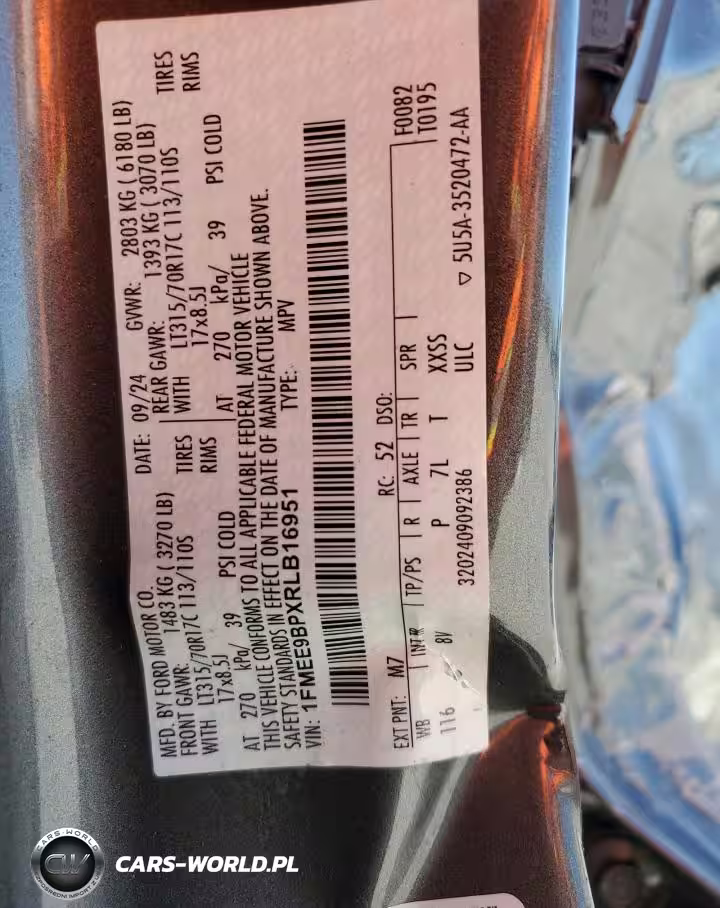 MFD. BY FORD MOTOR CO.
DATE: 09/24 GVWR: 2803 KG ( 6180 LB)
FRONT GAWR: 1483 KG ( 3270 LB)
REAR GAWR: 1393 KG ( 3070 LB)
WITH LT315/70R17C 113/110S TIRES
WITH LT315/70R17C 113/110S TIRES
17x8.5J RIMS
17x8.5J RIMS
AT 270 kPa/ 39 PSI COLD
AT 270 kPa/ 39 PSI COLD
THIS VEHICLE CONFORMS TO ALL APPLICABLE FEDERAL MOTOR VEHICLE
SAFETY STANDARDS IN EFFECT ON THE DATE OF MANUFACTURE SHOWN ABOVE.
VIN: 1FMEE9BPXRLB16951 TYPE: MPV
EXT PNT: M7 RC: 52 DSO: F0082
T0195
WB INT R TP/PS R AXLE TR SPR
116 8V P 7L T XXSS
3202409092386 ULC
▽ 5U5A-3520472-AA
CARS-WORLD
CW
CARS-WORLD.PL